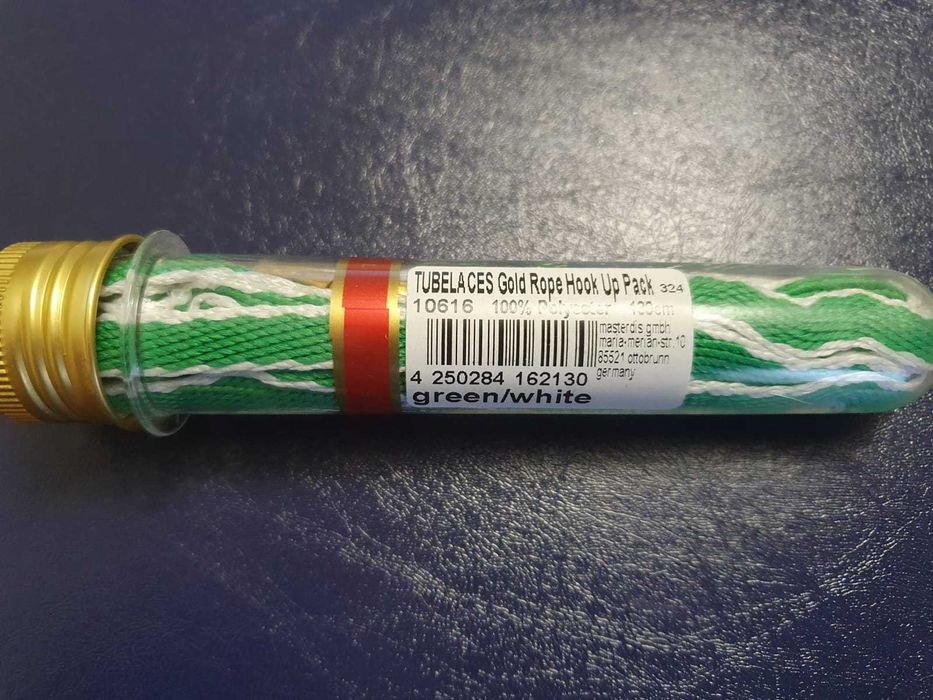 TUBELACES Gold Rope Hook Up Pack 324
10616 100% Polyester 130cm
masterdis gmbh
maria-merian-str.10
85521 ottobrunn
germany
4 250284 162130
green/white